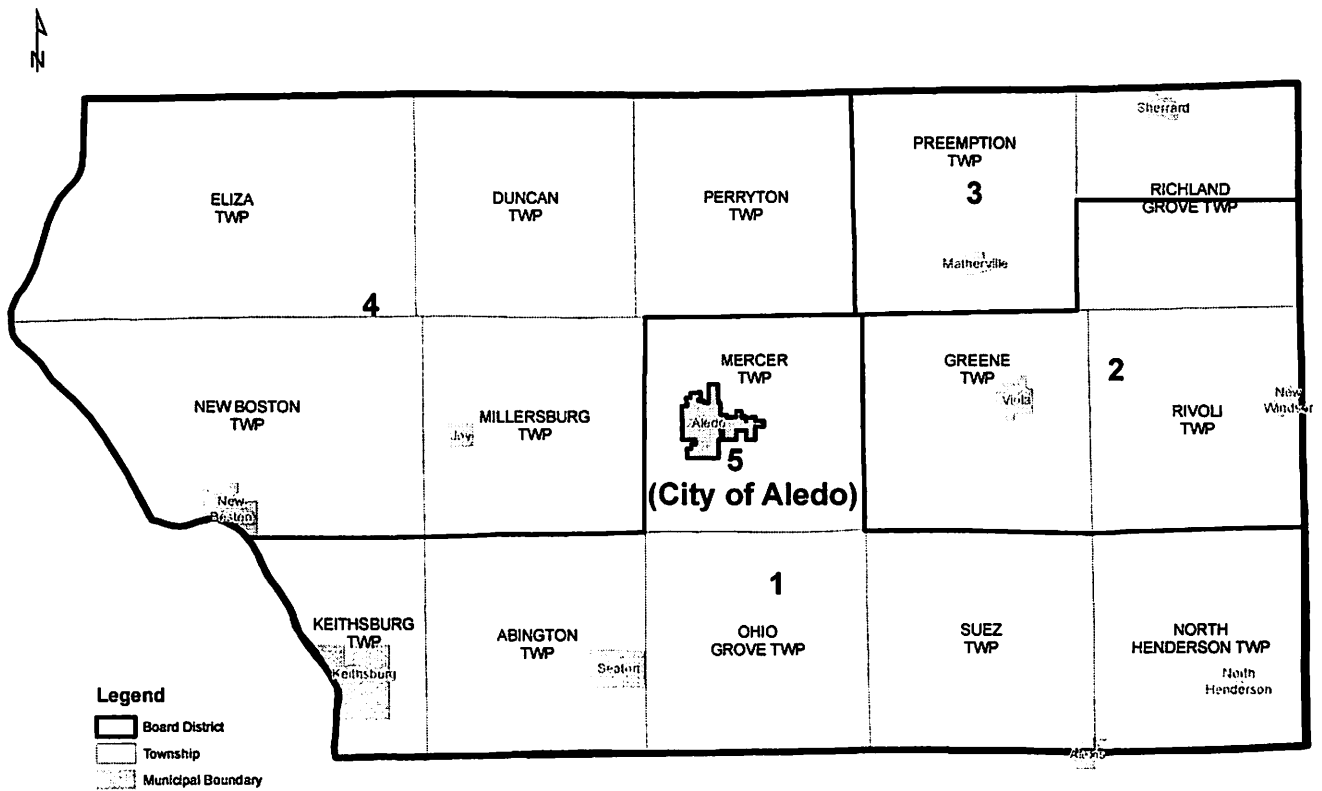 N
Sherrard
PREEMPTION
TWP
3
RICHLAND
GROVE TWP
ELIZA
TWP
DUNCAN
TWP
PERRYTON
TWP
Matherville
4
MERCER
TWP
GREENE
TWP
2
Viola
New
Windsor
NEW BOSTON
TWP
MILLERSBURG
TWP
RIVOLI
TWP
Joy
Aledo
5
(City of Aledo)
New
Boston
1
KEITHSBURG
TWP
ABINGTON
TWP
OHIO
GROVE TWP
SUEZ
TWP
NORTH
HENDERSON TWP
Keithsburg
Seaton
North
Henderson
Legend
Board District
Township
Municipal Boundary